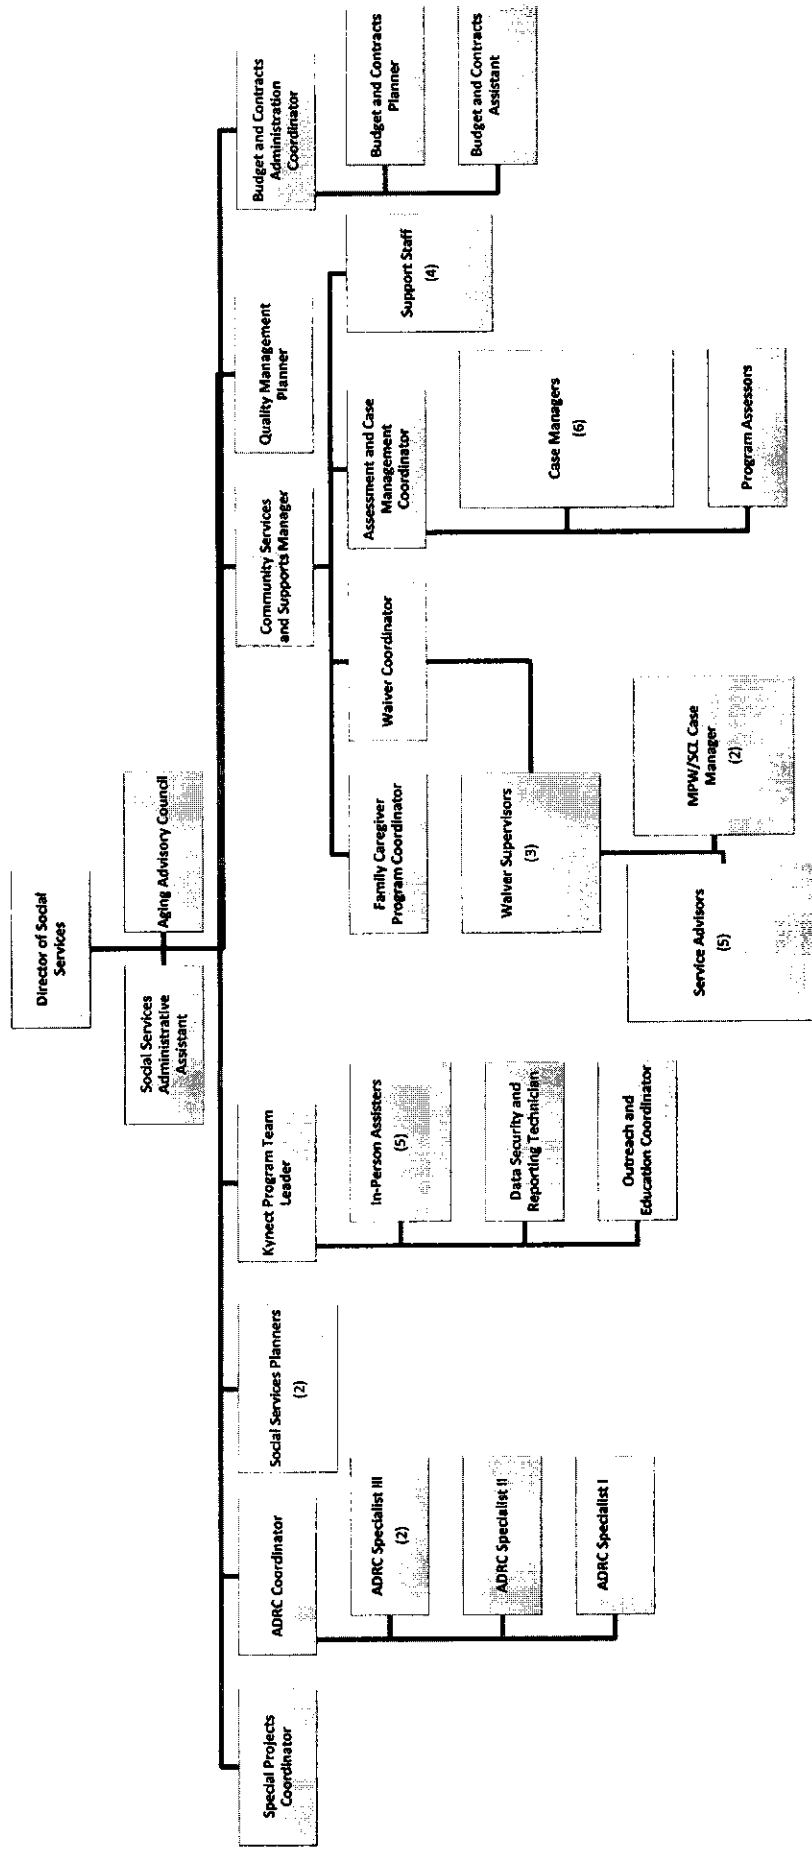 Director of Social
Services
Social Services
Administrative
Assistant
Aging Advisory Council
Special Projects
Coordinator
ADRC Coordinator
Social Services Planners
(2)
Kynect Program Team
Leader
Community Services
and Supports Manager
Quality Management
Planner
Budget and Contracts
Administration
Coordinator
ADRC Specialist III
(2)
ADRC Specialist II
ADRC Specialist I
In-Person Assisters
(5)
Data Security and
Reporting Technician
Outreach and
Education Coordinator
Family Caregiver
Program Coordinator
Waiver Coordinator
Assessment and Case
Management
Coordinator
Support Staff
(4)
Waiver Supervisors
(3)
Service Advisors
(5)
MPW/SCL Case
Manager
(2)
Case Managers
(6)
Program Assessors
Budget and Contracts
Planner
Budget and Contracts
Assistant